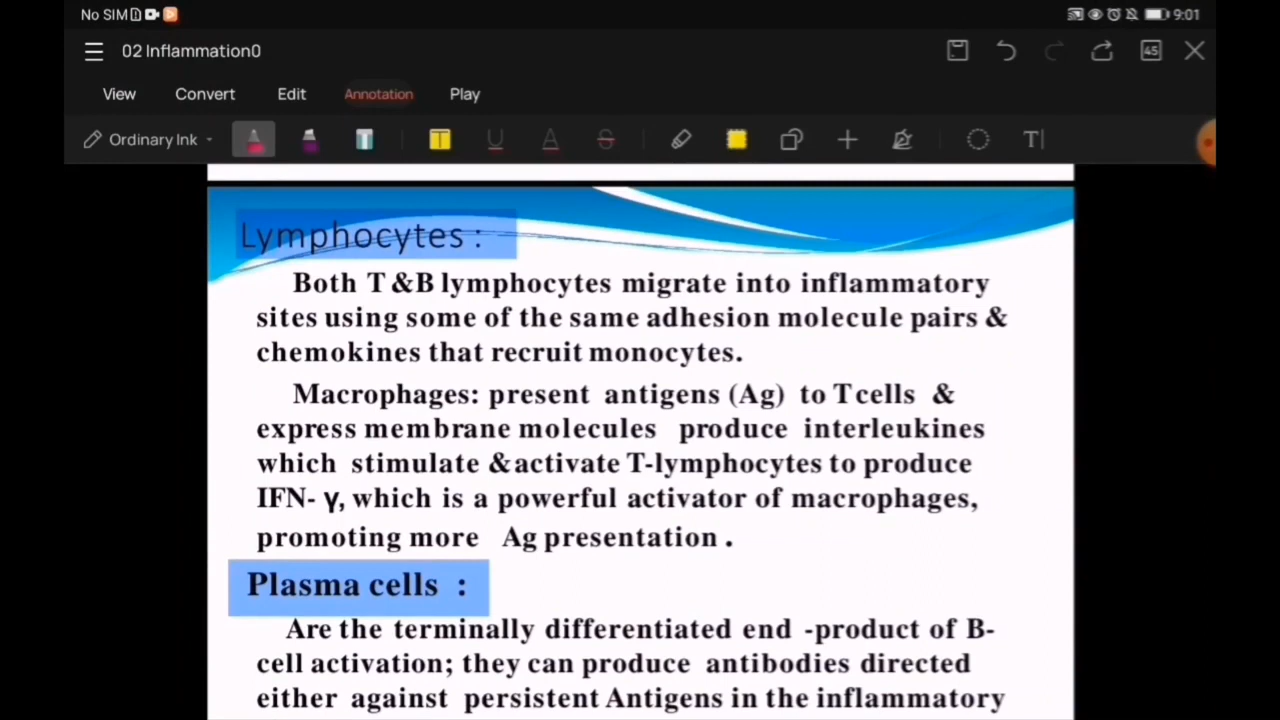 No SIM 9:01
02 Inflammation0 45
View Convert Edit Annotation Play
Ordinary Ink T T|
Lymphocytes :
Both T &B lymphocytes migrate into inflammatory
sites using some of the same adhesion molecule pairs &
chemokines that recruit monocytes.
Macrophages: present antigens (Ag) to T cells &
express membrane molecules produce interleukines
which stimulate &activate T-lymphocytes to produce
IFN- γ, which is a powerful activator of macrophages,
promoting more Ag presentation .
Plasma cells :
Are the terminally differentiated end -product of B-
cell activation; they can produce antibodies directed
either against persistent Antigens in the inflammatory